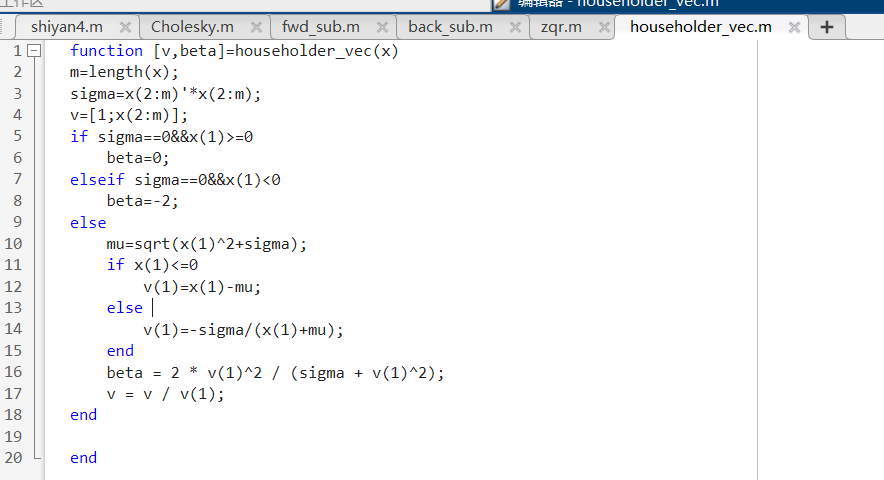 工作区
编辑器 - householder_vec.m
shiyan4.m Cholesky.m fwd_sub.m back_sub.m zqr.m householder_vec.m
1 function [v,beta]=householder_vec(x)
2 m=length(x);
3 sigma=x(2:m)'*x(2:m);
4 v=[1;x(2:m)];
5 if sigma==0&&x(1)>=0
6 beta=0;
7 elseif sigma==0&&x(1)<0
8 beta=-2;
9 else
10 mu=sqrt(x(1)^2+sigma);
11 if x(1)<=0
12 v(1)=x(1)-mu;
13 else
14 v(1)=-sigma/(x(1)+mu);
15 end
16 beta = 2 * v(1)^2 / (sigma + v(1)^2);
17 v = v / v(1);
18 end
19
20 end